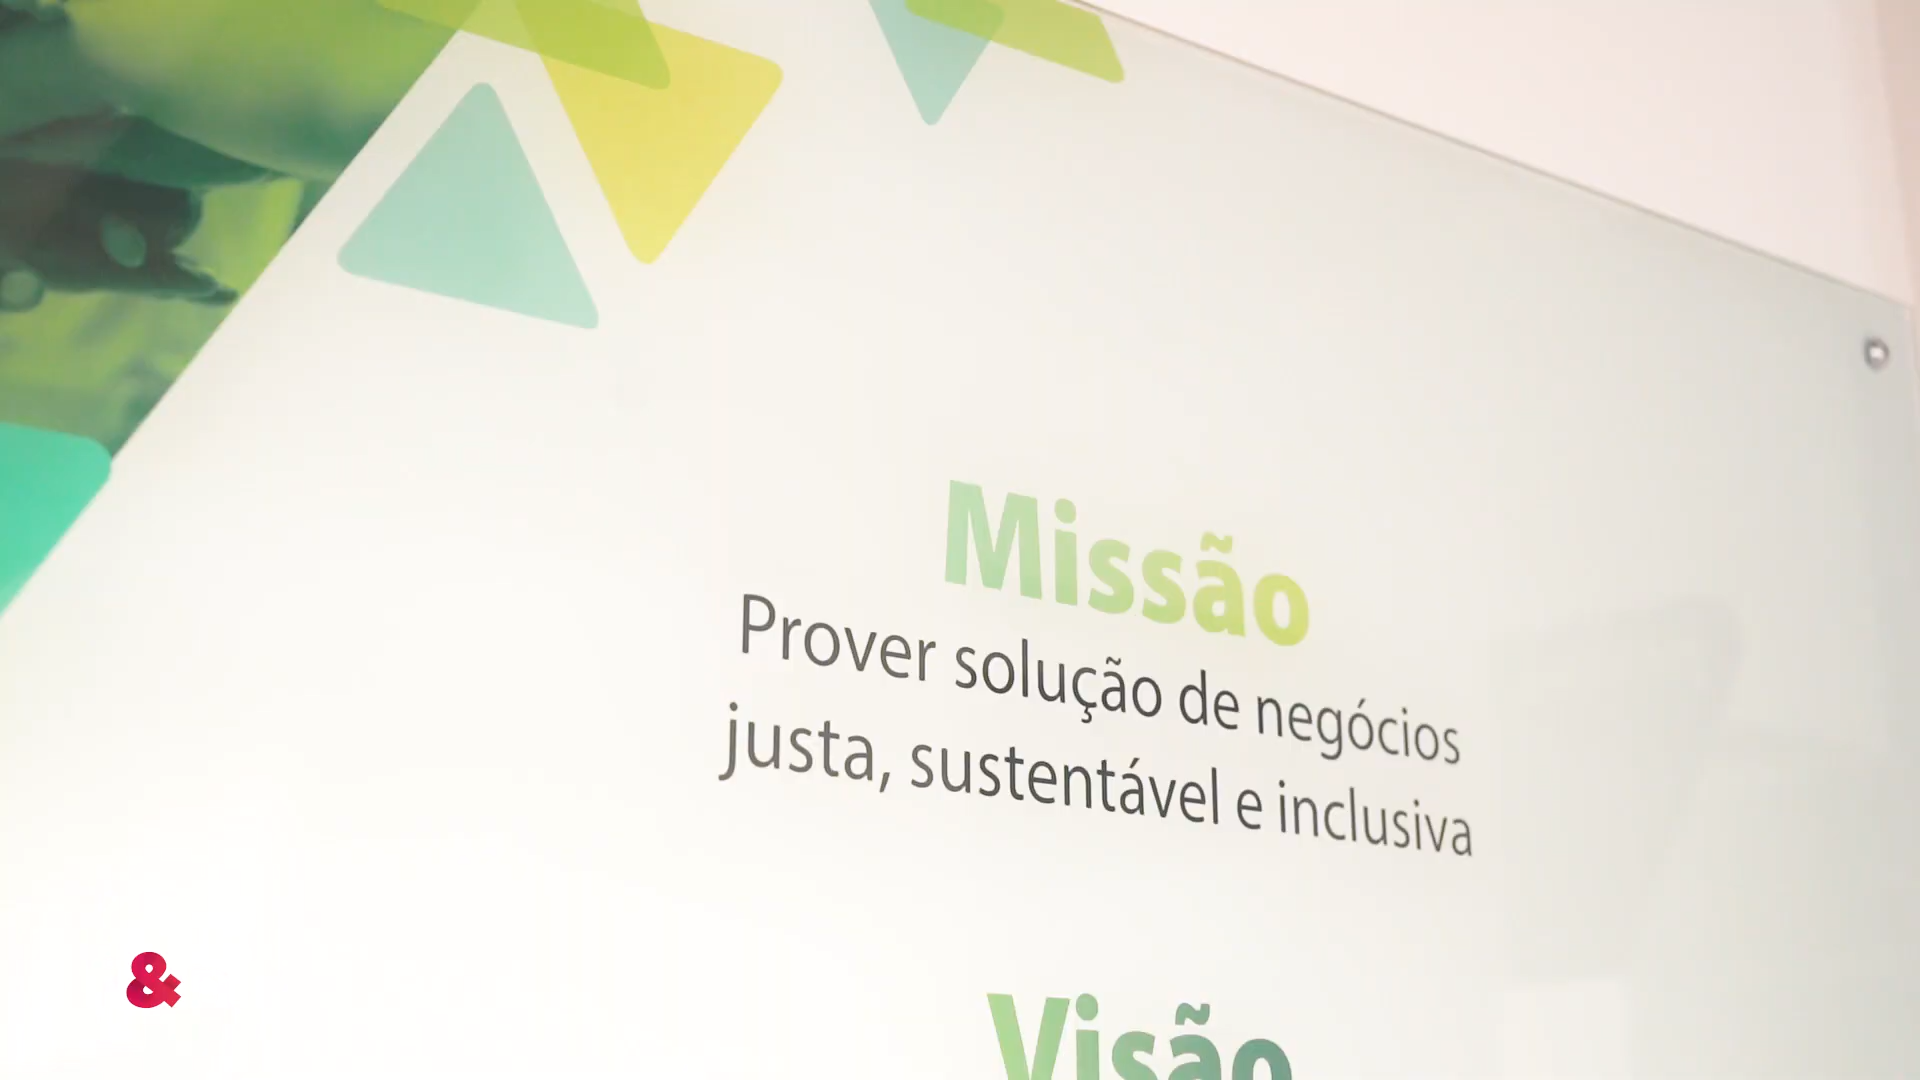 Missão
Prover solução de negócios
justa, sustentável e inclusiva
Visão
&